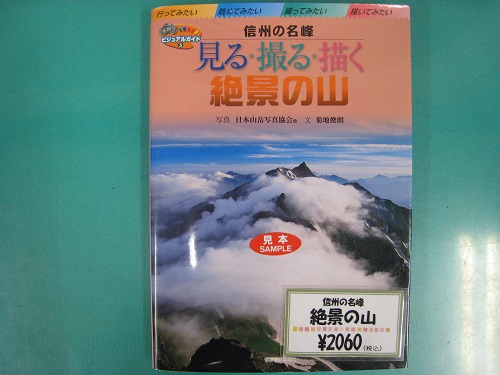 行ってみたい 眺めてみたい 撮ってみたい 描いてみたい
ビジュアルガイド
5
信州の名峰
見る・撮る・描く
絶景の山
写真 日本山岳写真協会他 文 菊地俊朗
見本
SAMPLE
信州の名峰
絶景の山
¥2060(税込)